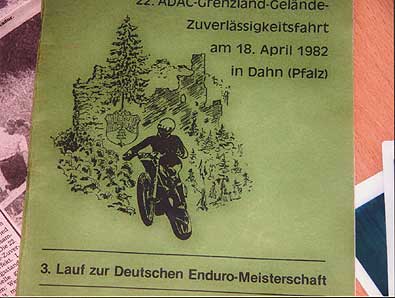 22. ADAC-Grenzland-Gelände-
Zuverlässigkeitsfahrt
am 18. April 1982
in Dahn (Pfalz)
3. Lauf zur Deutschen Enduro-Meisterschaft